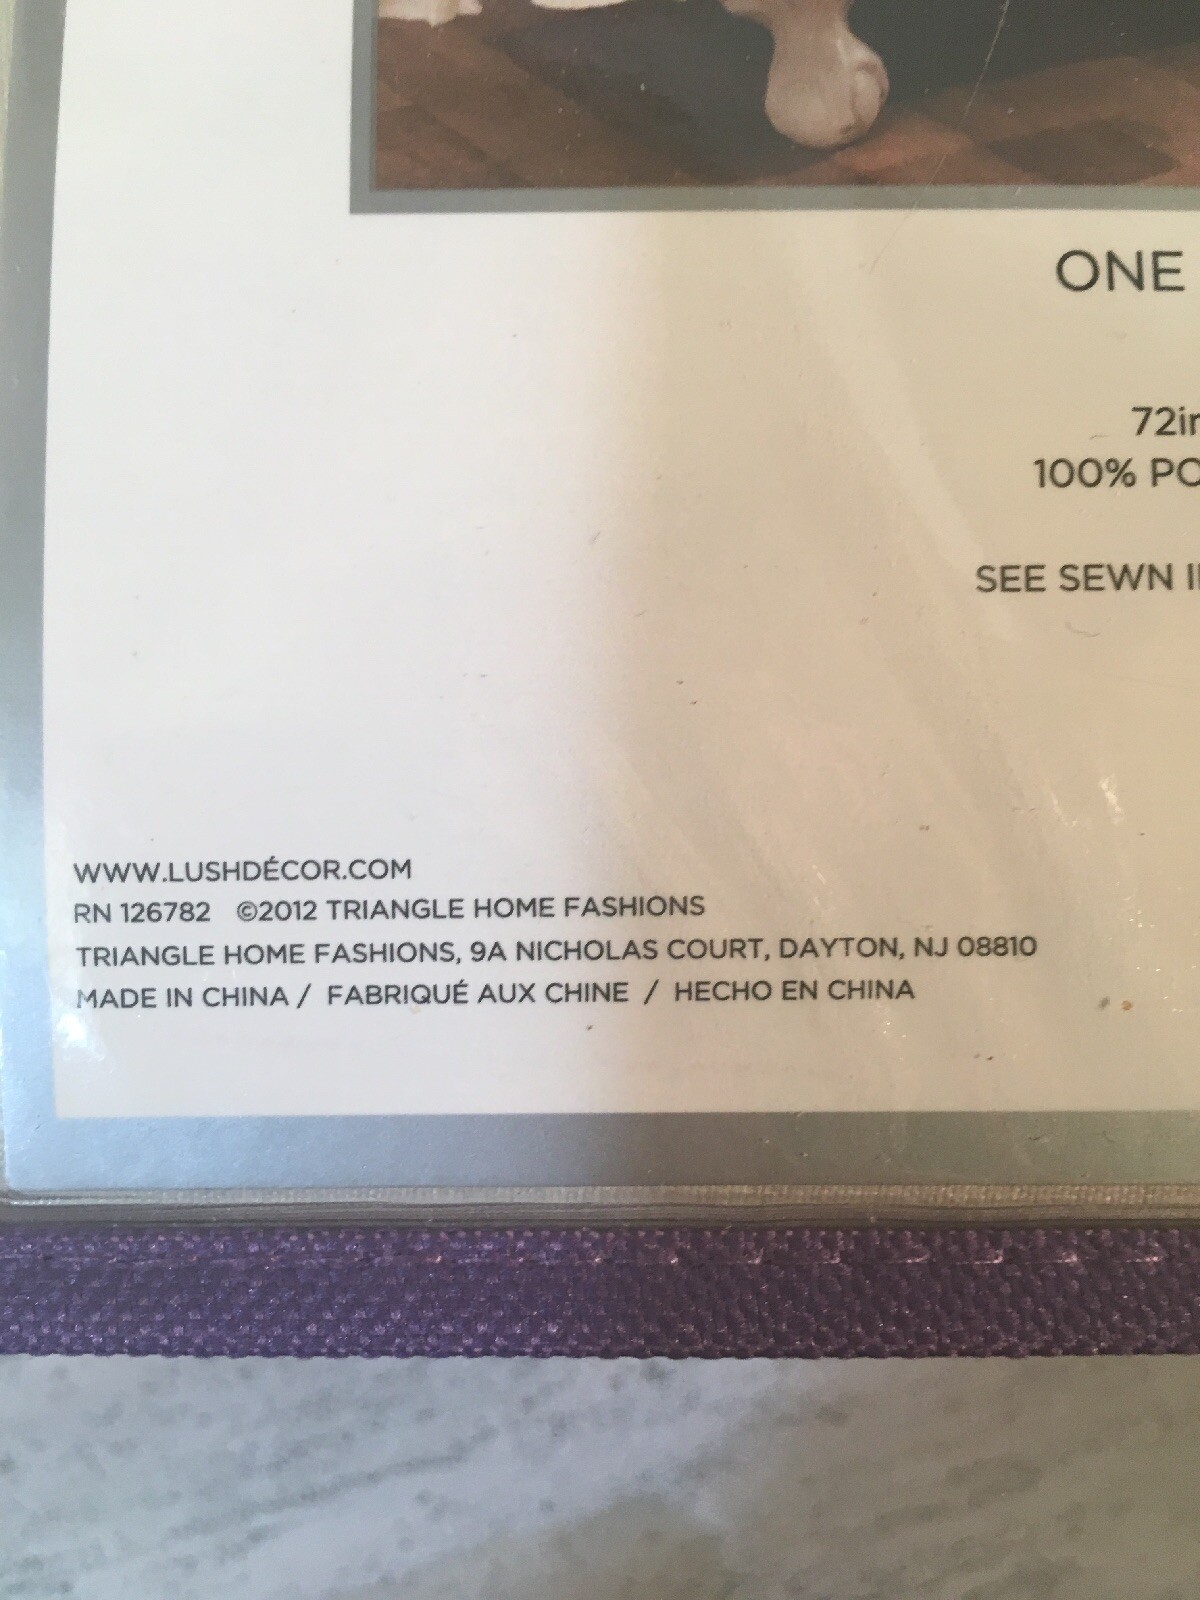 ONE
72in
100% PO
SEE SEWN I
WWW.LUSHDÉCOR.COM
RN 126782 ©2012 TRIANGLE HOME FASHIONS
TRIANGLE HOME FASHIONS, 9A NICHOLAS COURT, DAYTON, NJ 08810
MADE IN CHINA / FABRIQUÉ AUX CHINE / HECHO EN CHINA